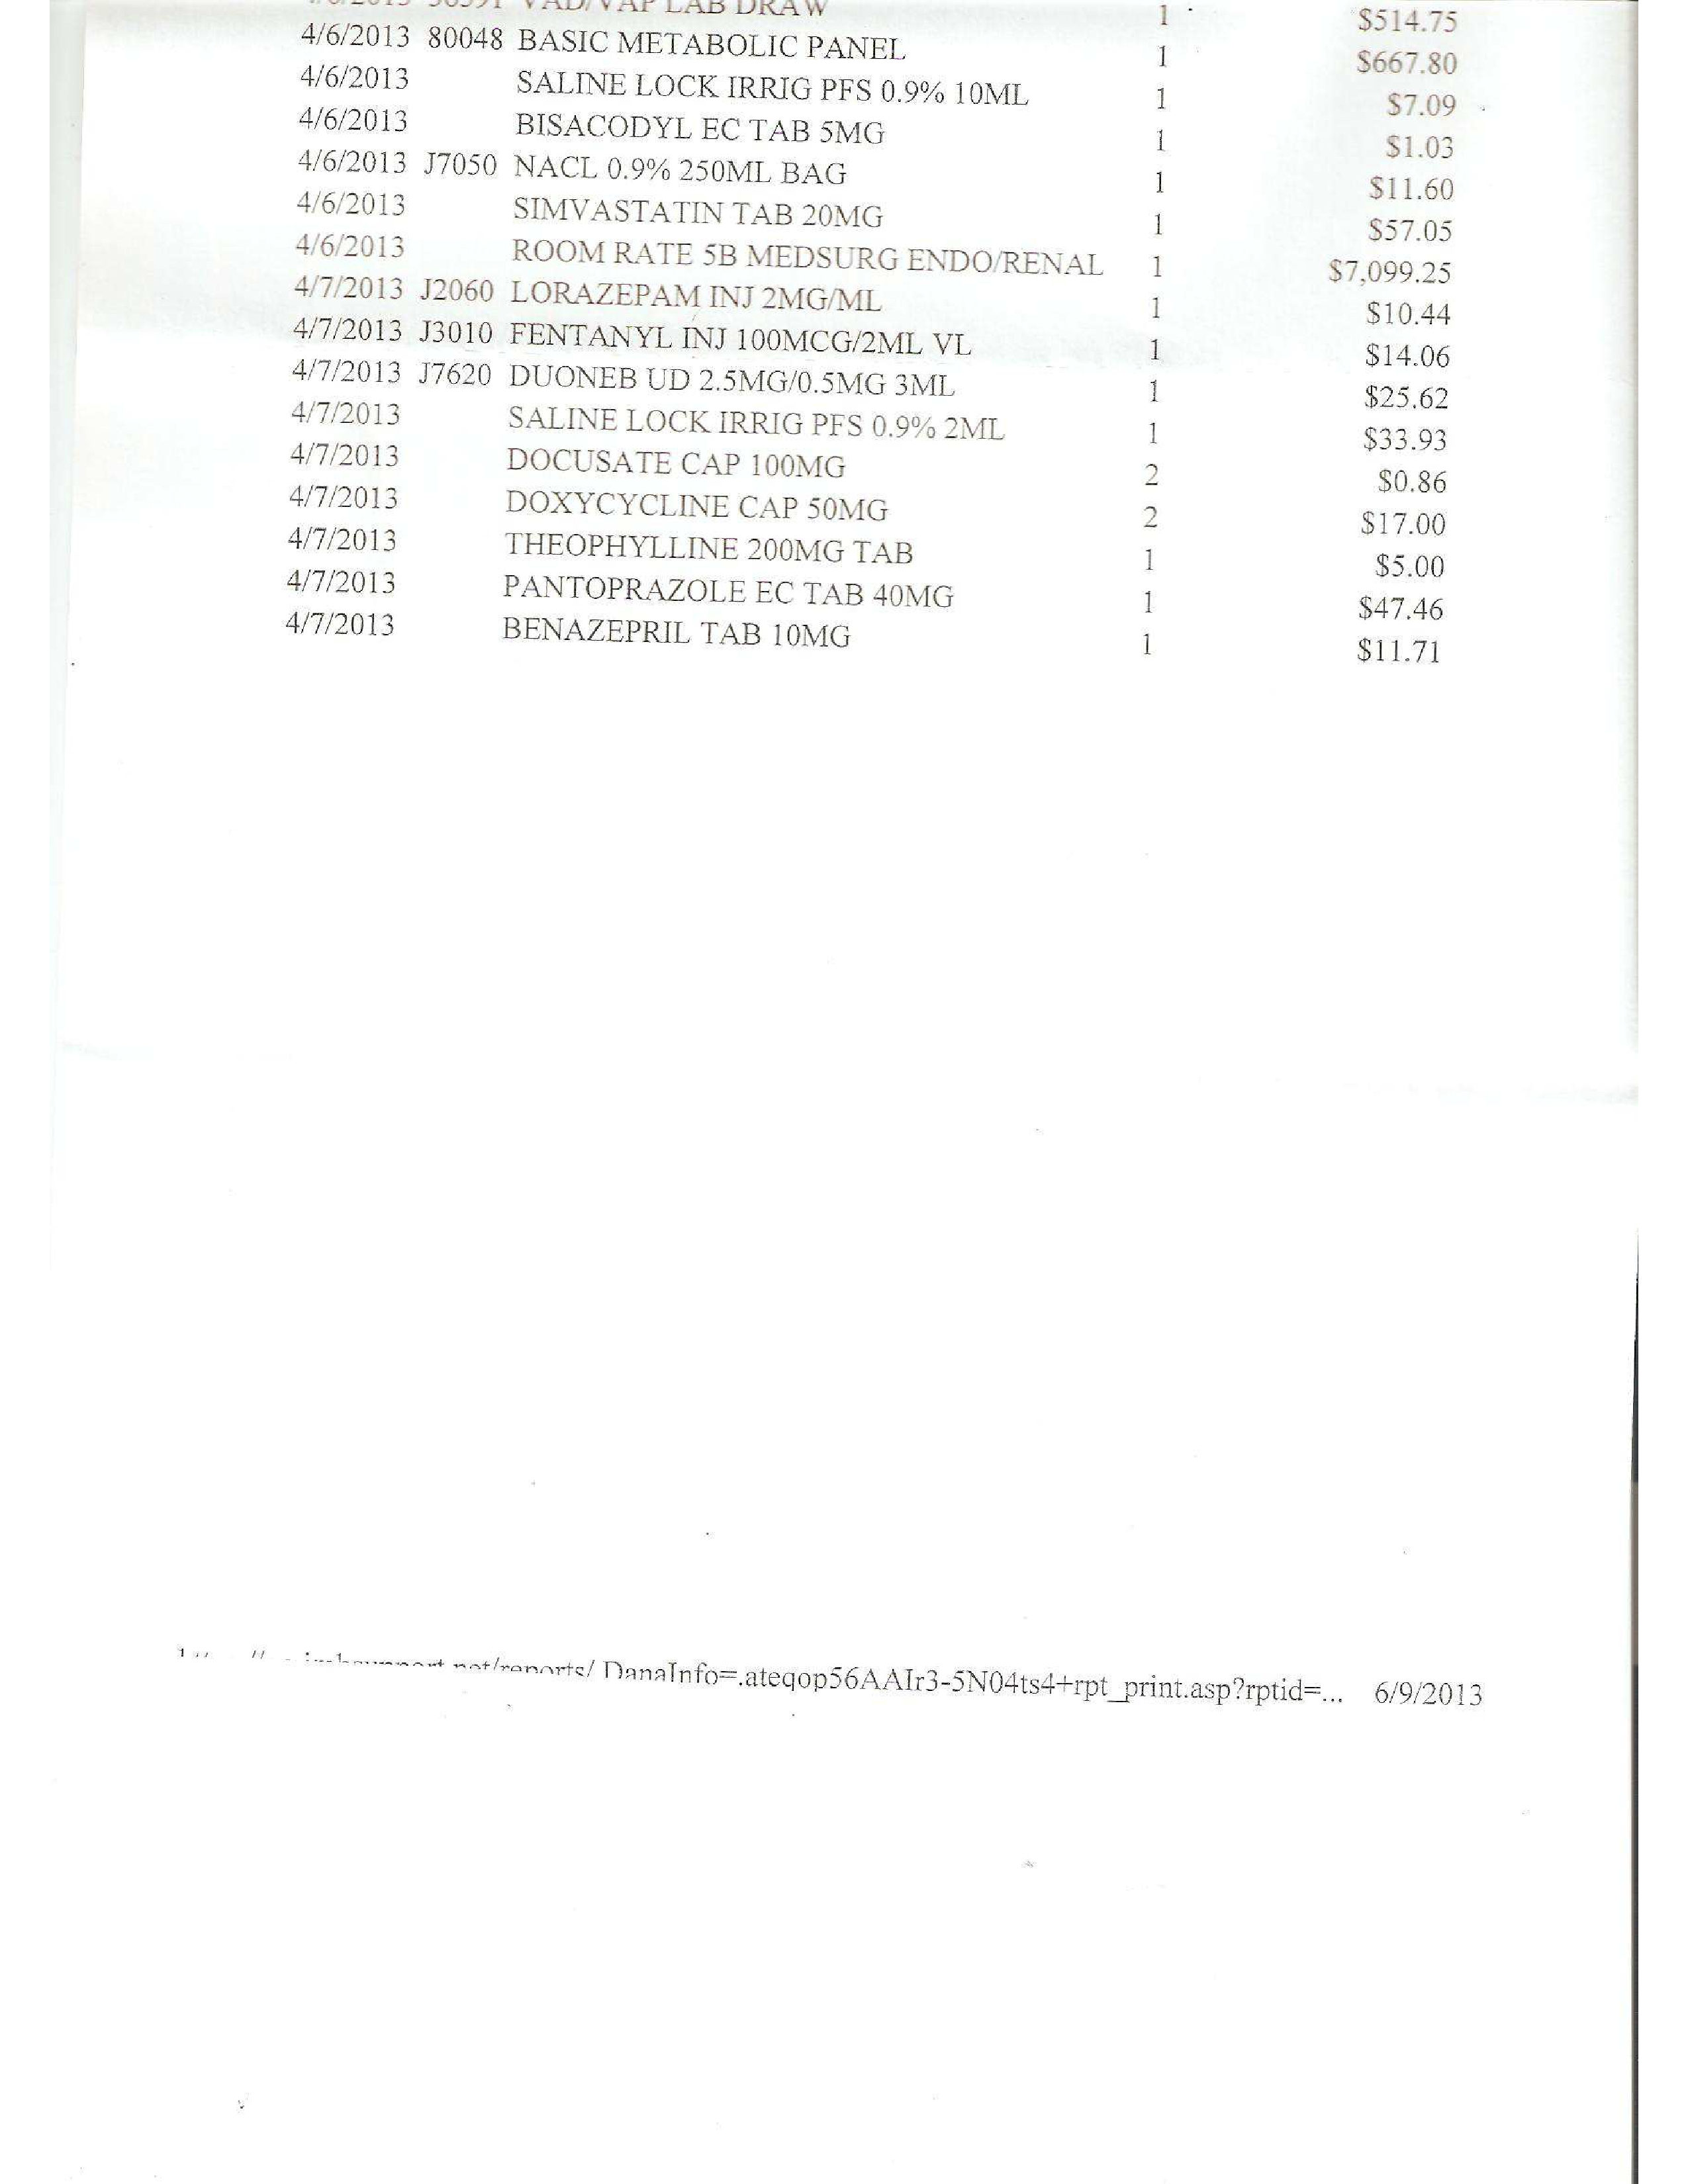 VAD/VAP LAB DRAW 1 $514.75
4/6/2013 80048 BASIC METABOLIC PANEL 1 $667.80
4/6/2013 SALINE LOCK IRRIG PFS 0.9% 10ML 1 $7.09
4/6/2013 BISACODYL EC TAB 5MG 1 $1.03
4/6/2013 J7050 NACL 0.9% 250ML BAG 1 $11.60
4/6/2013 SIMVASTATIN TAB 20MG 1 $57.05
4/6/2013 ROOM RATE 5B MEDSURG ENDO/RENAL 1 $7,099.25
4/7/2013 J2060 LORAZEPAM INJ 2MG/ML 1 $10.44
4/7/2013 J3010 FENTANYL INJ 100MCG/2ML VL 1 $14.06
4/7/2013 J7620 DUONEB UD 2.5MG/0.5MG 3ML 1 $25.62
4/7/2013 SALINE LOCK IRRIG PFS 0.9% 2ML 1 $33.93
4/7/2013 DOCUSATE CAP 100MG 2 $0.86
4/7/2013 DOXYCYCLINE CAP 50MG 2 $17.00
4/7/2013 THEOPHYLLINE 200MG TAB 1 $5.00
4/7/2013 PANTOPRAZOLE EC TAB 40MG 1 $47.46
4/7/2013 BENAZEPRIL TAB 10MG 1 $11.71
DanaInfo=.ateqop56AAIr3-5N04ts4+rpt_print.asp?rptid=... 6/9/2013